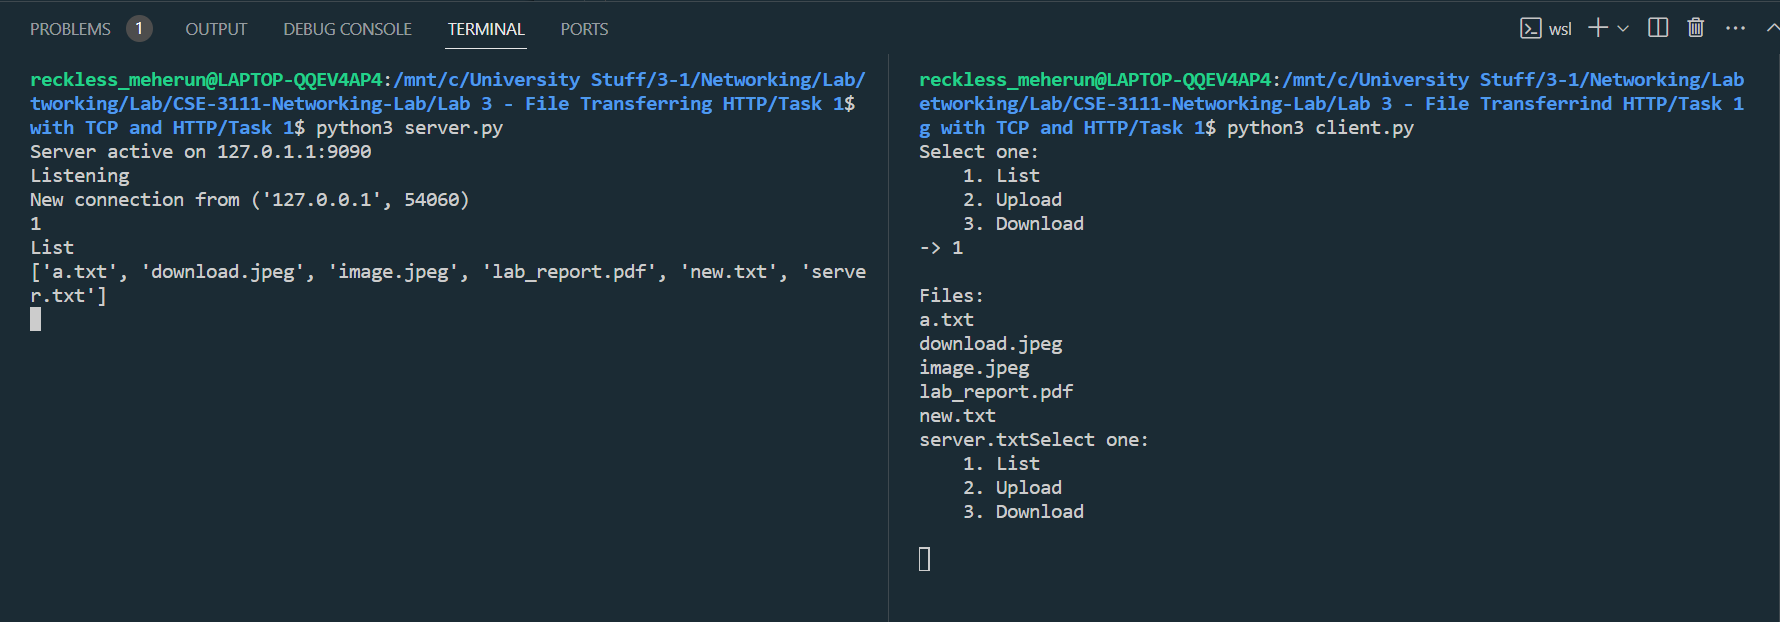 PROBLEMS 1 OUTPUT DEBUG CONSOLE TERMINAL PORTS wsl
reckless_meherun@LAPTOP-QQEV4AP4:/mnt/c/University Stuff/3-1/Networking/Lab/
tworking/Lab/CSE-3111-Networking-Lab/Lab 3 - File Transferring HTTP/Task 1$
with TCP and HTTP/Task 1$ python3 server.py
Server active on 127.0.1.1:9090
Listening
New connection from ('127.0.0.1', 54060)
1
List
['a.txt', 'download.jpeg', 'image.jpeg', 'lab_report.pdf', 'new.txt', 'serve
r.txt']
reckless_meherun@LAPTOP-QQEV4AP4:/mnt/c/University Stuff/3-1/Networking/Lab
etworking/Lab/CSE-3111-Networking-Lab/Lab 3 - File Transferrind HTTP/Task 1
g with TCP and HTTP/Task 1$ python3 client.py
Select one:
1. List
2. Upload
3. Download
-> 1
Files:
a.txt
download.jpeg
image.jpeg
lab_report.pdf
new.txt
server.txtSelect one:
1. List
2. Upload
3. Download